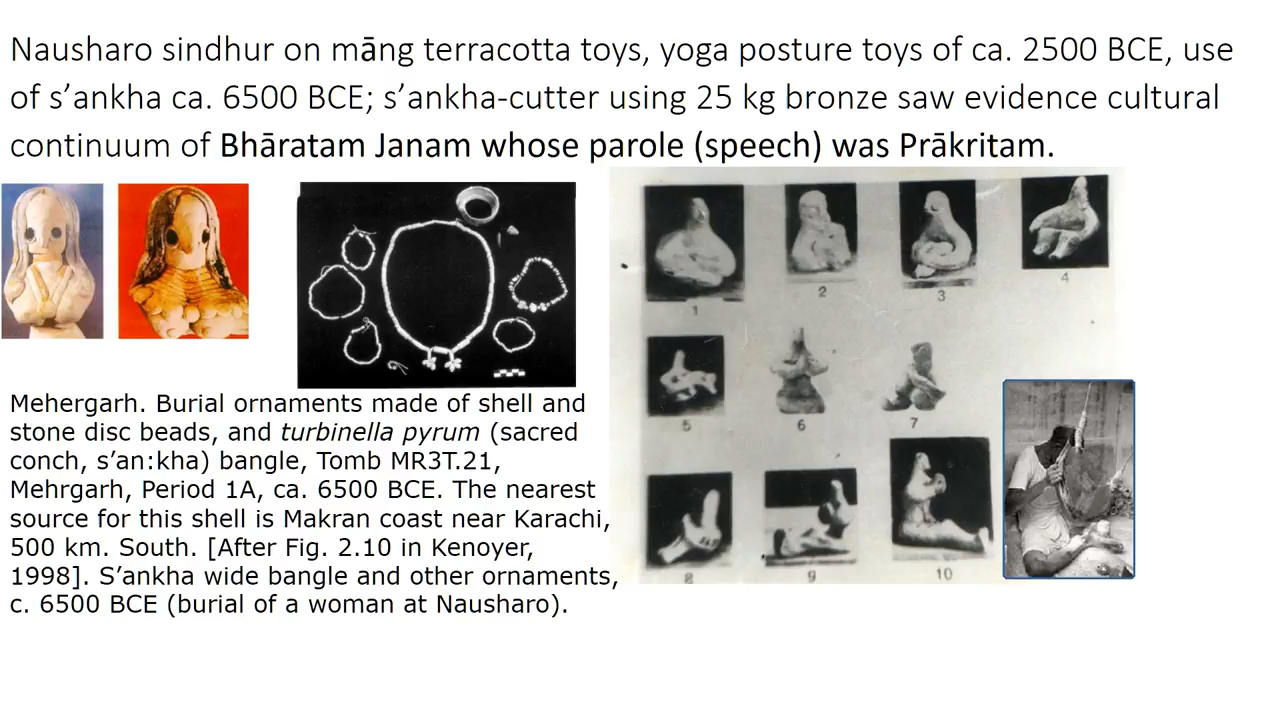 Nausharo sindhur on māng terracotta toys, yoga posture toys of ca. 2500 BCE, use
of s’ankha ca. 6500 BCE; s’ankha-cutter using 25 kg bronze saw evidence cultural
continuum of Bhāratam Janam whose parole (speech) was Prākritam.
1
2
3
4
5
6
7
8
9
10
Mehergarh. Burial ornaments made of shell and
stone disc beads, and turbinella pyrum (sacred
conch, s’an:kha) bangle, Tomb MR3T.21,
Mehrgarh, Period 1A, ca. 6500 BCE. The nearest
source for this shell is Makran coast near Karachi,
500 km. South. [After Fig. 2.10 in Kenoyer,
1998]. S’ankha wide bangle and other ornaments,
c. 6500 BCE (burial of a woman at Nausharo).